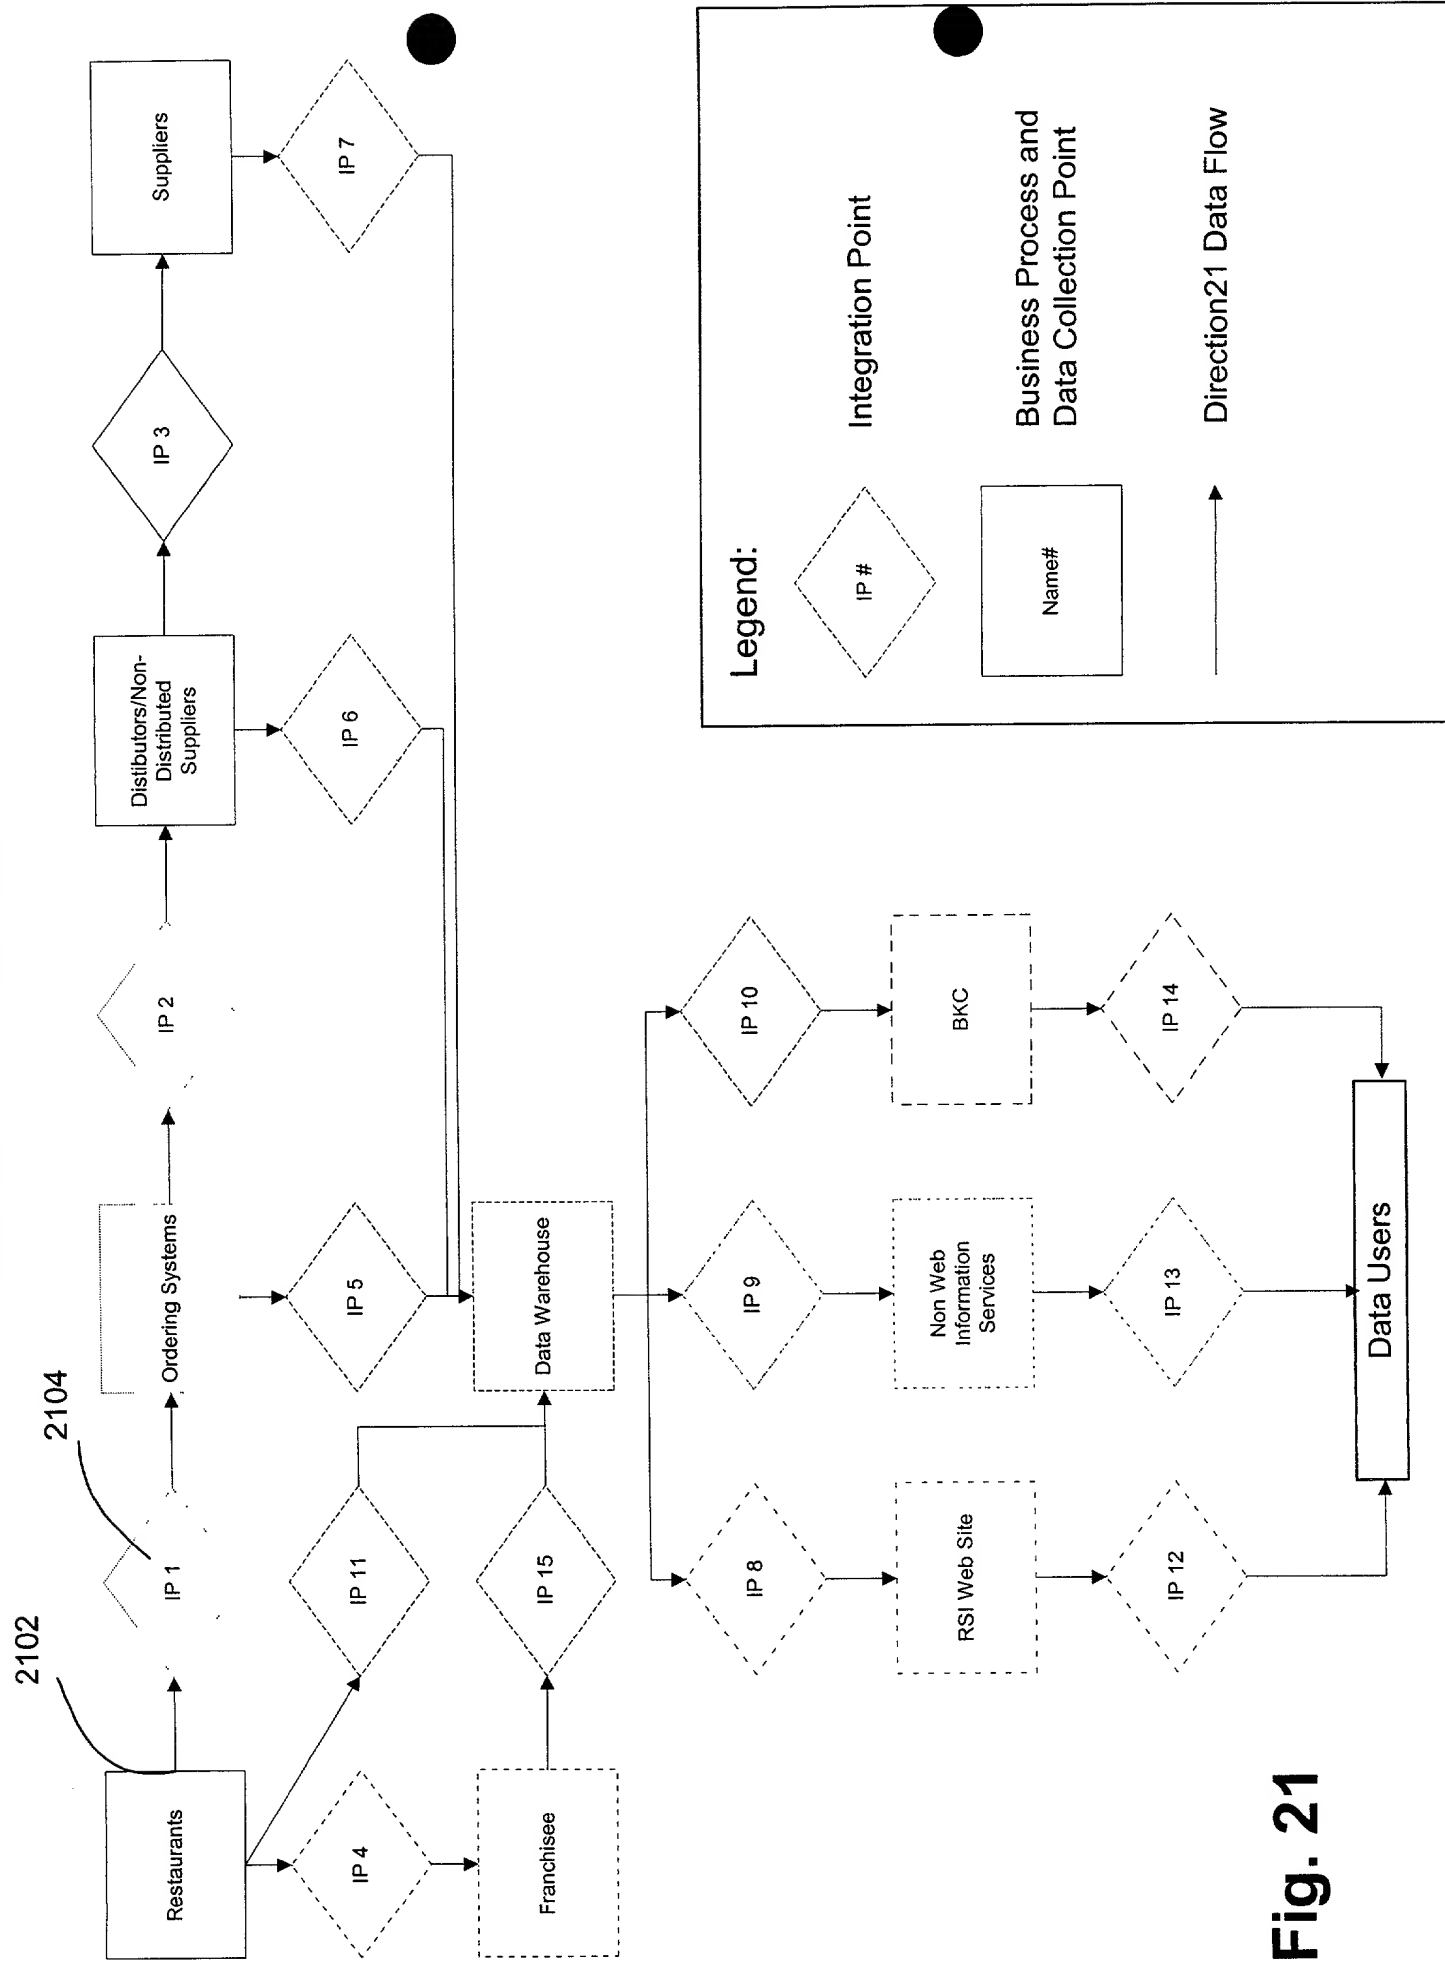 2102
2104
Restaurants
IP 1
Ordering Systems
IP 2
Distibutors/Non-
Distributed
Suppliers
IP 3
Suppliers
IP 4
IP 11
IP 5
IP 6
IP 7
Franchisee
IP 15
Data Warehouse
IP 8
IP 9
IP 10
RSI Web Site
Non Web
Information
Services
BKC
IP 12
IP 13
IP 14
Data Users
Legend:
IP #
Integration Point
Name#
Business Process and
Data Collection Point
Direction21 Data Flow
Fig. 21